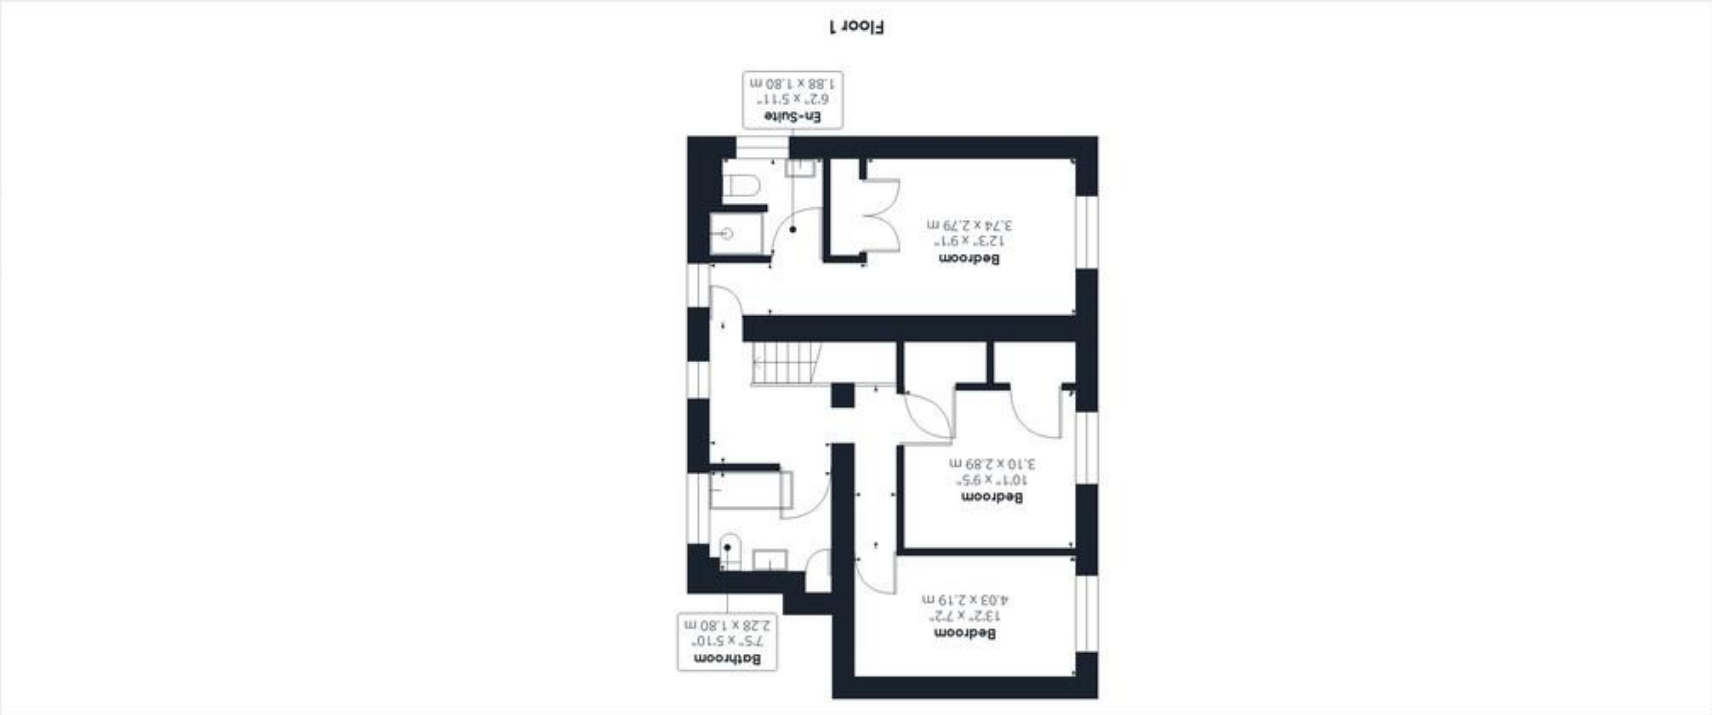 Bathroom
7'5" x 5'10"
2.28 x 1.80 m
Bedroom
13'2" x 7'2"
4.03 x 2.19 m
Bedroom
10'1" x 9'5"
3.10 x 2.89 m
Bedroom
12'3" x 9'1"
3.74 x 2.79 m
En-Suite
6'2" x 5'11"
1.88 x 1.80 m
Floor 1